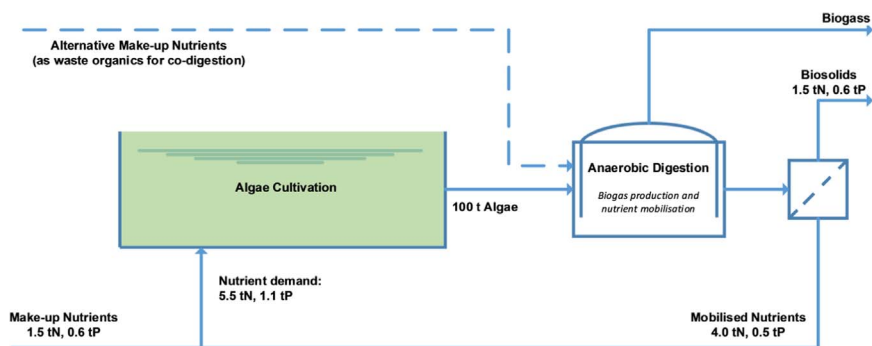 Biogass
Alternative Make-up Nutrients
(as waste organics for co-digestion)
Biosolids
1.5 tN, 0.6 tP
Anaerobic Digestion
Biogas production and
nutrient mobilisation
Algae Cultivation
100 t Algae
Nutrient demand:
5.5 tN, 1.1 tP
Make-up Nutrients
1.5 tN, 0.6 tP
Mobilised Nutrients
4.0 tN, 0.5 tP